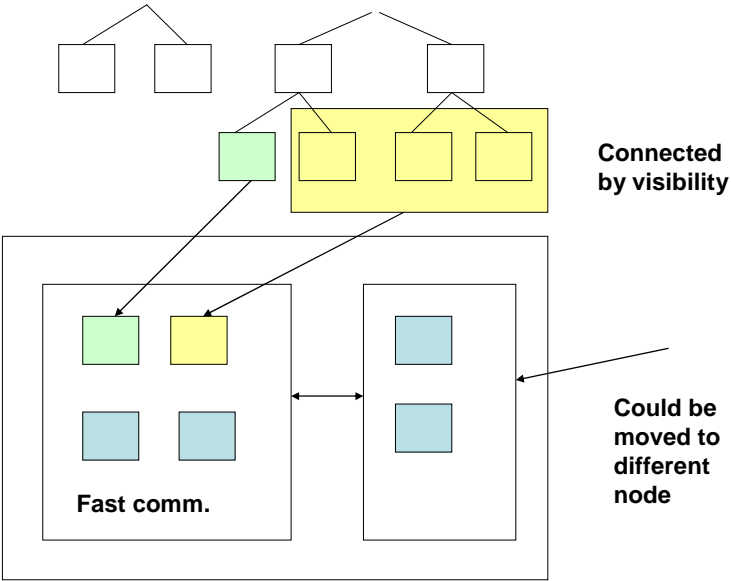 Connected
by visibility
Could be
moved to
different
node
Fast comm.